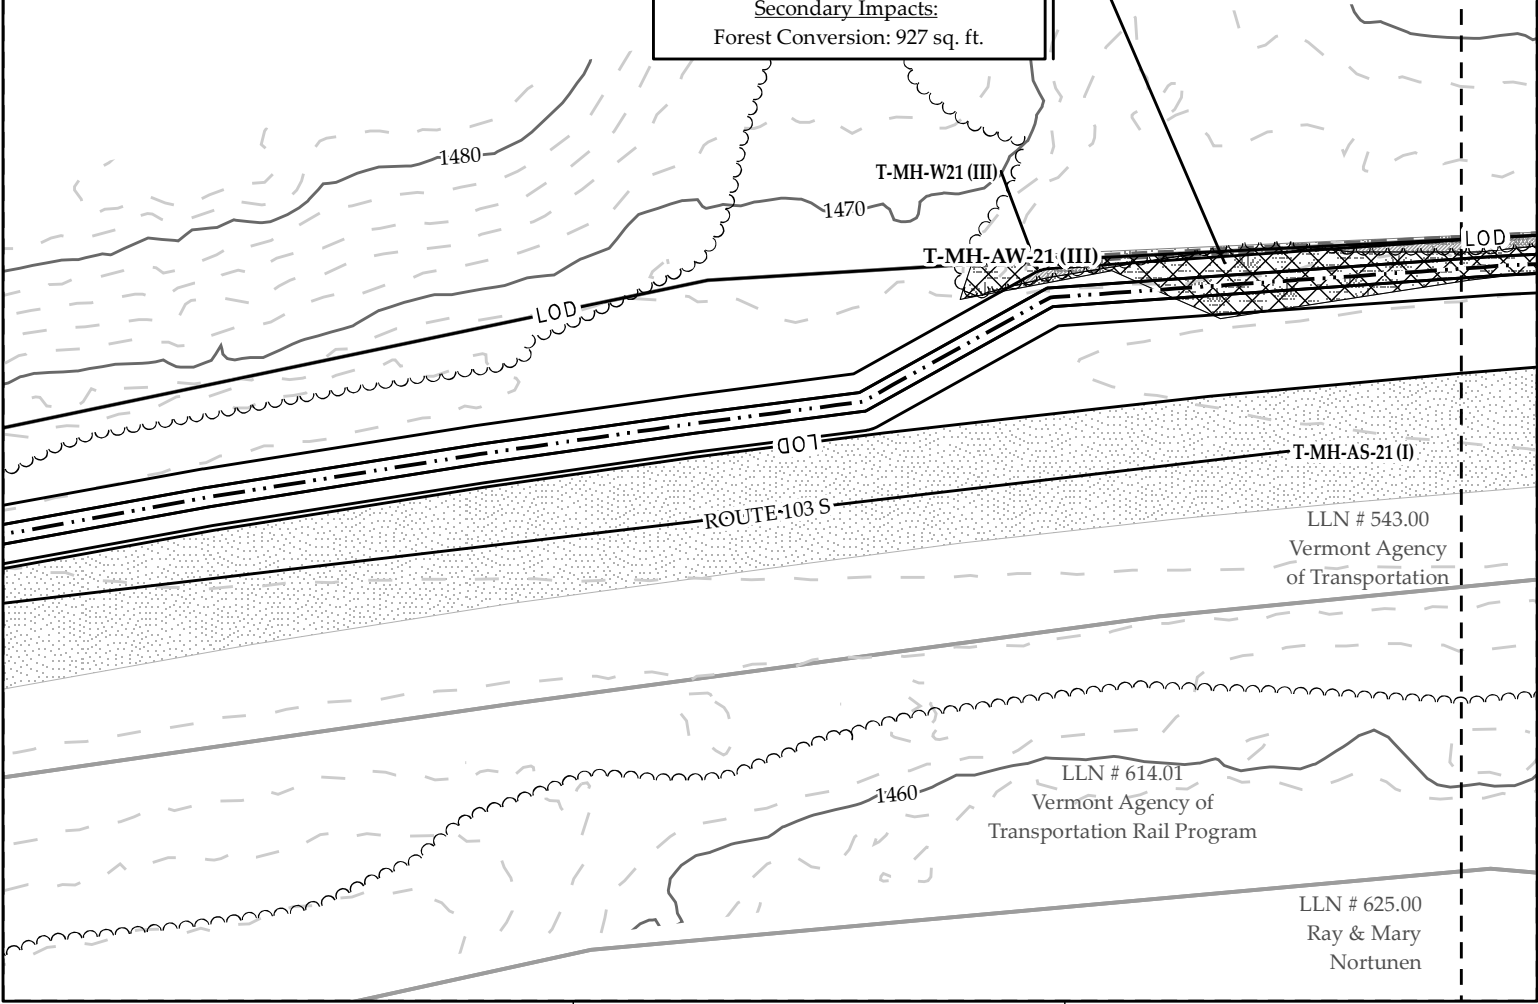 Secondary Impacts:
Forest Conversion: 927 sq. ft.
1480
T-MH-W21 (III)
1470
T-MH-AW-21 (III)
LOD
LOD
LOD
T-MH-AS-21 (I)
ROUTE 103 S
LLN # 543.00
Vermont Agency
of Transportation
LLN # 614.01
1460
Vermont Agency of
Transportation Rail Program
LLN # 625.00
Ray & Mary
Nortunen